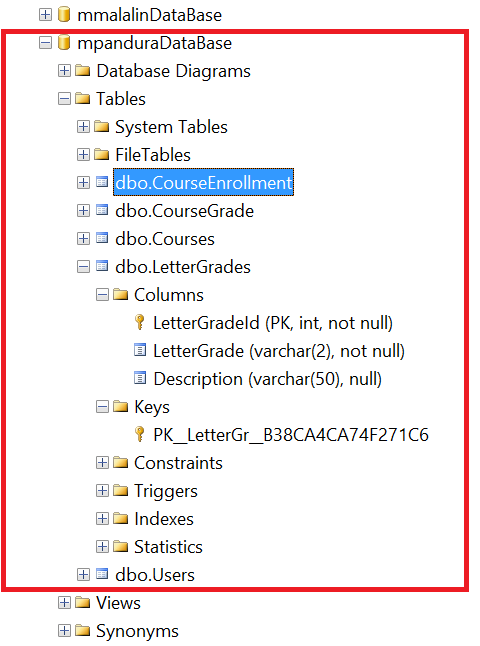 mmalalinDataBase
mpanduraDataBase
Database Diagrams
Tables
System Tables
FileTables
dbo.CourseEnrollment
dbo.CourseGrade
dbo.Courses
dbo.LetterGrades
Columns
LetterGradeId (PK, int, not null)
LetterGrade (varchar(2), not null)
Description (varchar(50), null)
Keys
PK__LetterGr__B38CA4CA74F271C6
Constraints
Triggers
Indexes
Statistics
dbo.Users
Views
Synonyms